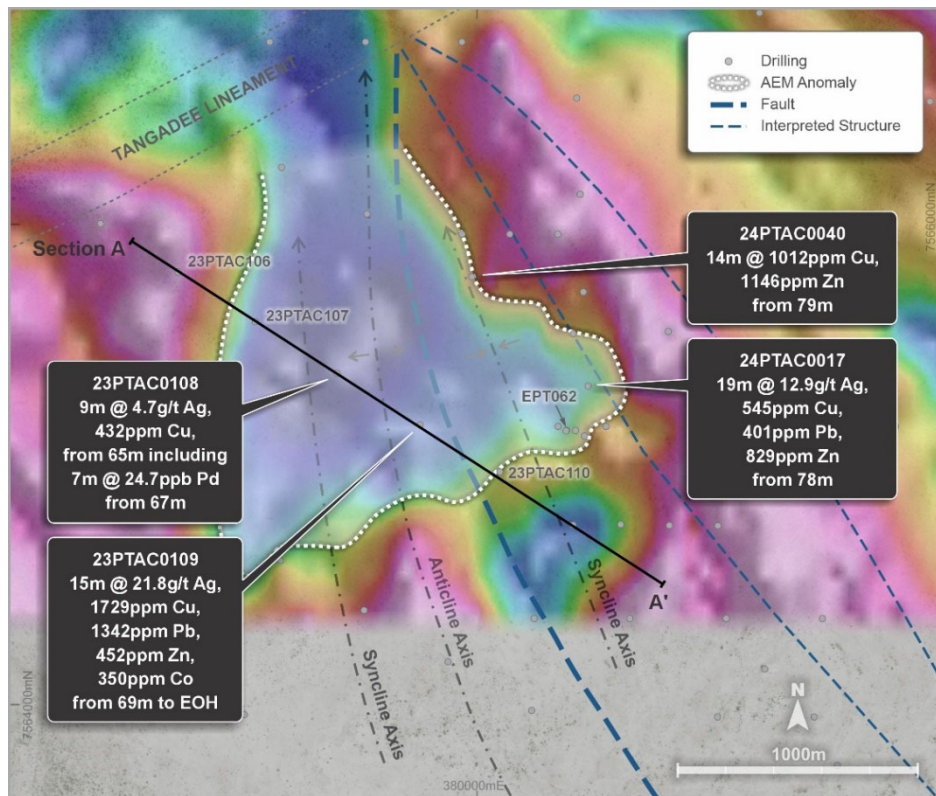 Drilling
AEM Anomaly
Fault
Interpreted Structure
TANGADEE LINEAMENT
7566000mN
Section A
23PTAC106
23PTAC107
24PTAC0040
14m @ 1012ppm Cu,
1146ppm Zn
from 79m
24PTAC0017
19m @ 12.9g/t Ag,
545ppm Cu,
401ppm Pb,
829ppm Zn
from 78m
23PTAC0108
9m @ 4.7g/t Ag,
432ppm Cu,
from 65m including
7m @ 24.7ppb Pd
from 67m
EPT062
23PTAC110
23PTAC0109
15m @ 21.8g/t Ag,
1729ppm Cu,
1342ppm Pb,
452ppm Zn,
350ppm Co
from 69m to EOH
A'
Syncline Axis
Anticline Axis
Syncline Axis
7564000mN
380000mE
N
1000m